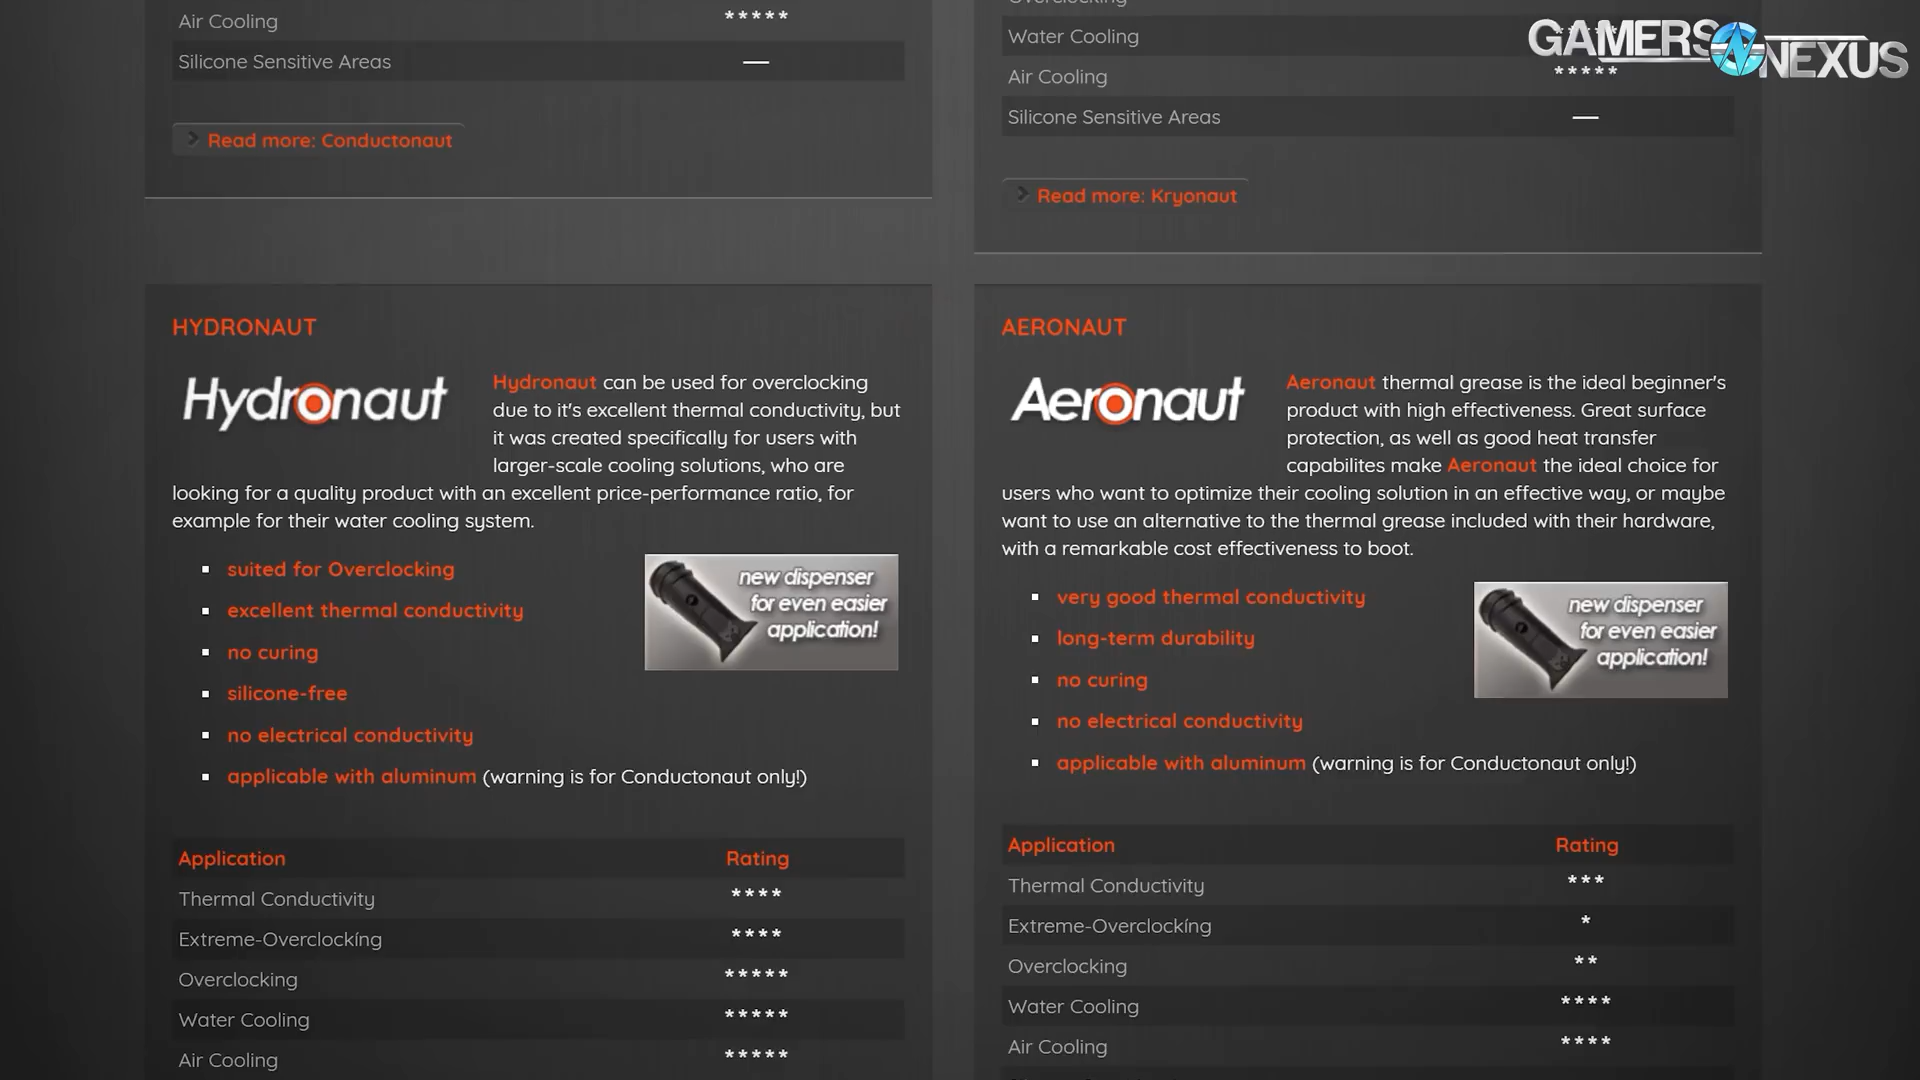 Air Cooling *****
Silicone Sensitive Areas —
Read more: Conductonaut
Water Cooling
Air Cooling *****
Silicone Sensitive Areas —
Read more: Kryonaut
GAMERS NEXUS
HYDRONAUT
Hydronaut
Hydronaut can be used for overclocking
due to it's excellent thermal conductivity, but
it was created specifically for users with
larger-scale cooling solutions, who are
looking for a quality product with an excellent price-performance ratio, for
example for their water cooling system.
suited for Overclocking
excellent thermal conductivity
no curing
silicone-free
no electrical conductivity
applicable with aluminum (warning is for Conductonaut only!)
new dispenser
for even easier
application!
Application Rating
Thermal Conductivity ****
Extreme-Overclockíng ****
Overclocking *****
Water Cooling *****
Air Cooling *****
AERONAUT
Aeronaut
Aeronaut thermal grease is the ideal beginner's
product with high effectiveness. Great surface
protection, as well as good heat transfer
capabilites make Aeronaut the ideal choice for
users who want to optimize their cooling solution in an effective way, or maybe
want to use an alternative to the thermal grease included with their hardware,
with a remarkable cost effectiveness to boot.
very good thermal conductivity
long-term durability
no curing
no electrical conductivity
applicable with aluminum (warning is for Conductonaut only!)
new dispenser
for even easier
application!
Application Rating
Thermal Conductivity ***
Extreme-Overclockíng *
Overclocking **
Water Cooling ****
Air Cooling ****